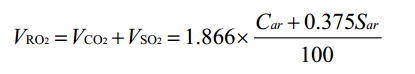 V_RO₂ = V_CO₂ + V_SO₂ = 1.866 × (C_ar + 0.375S_ar) / 100